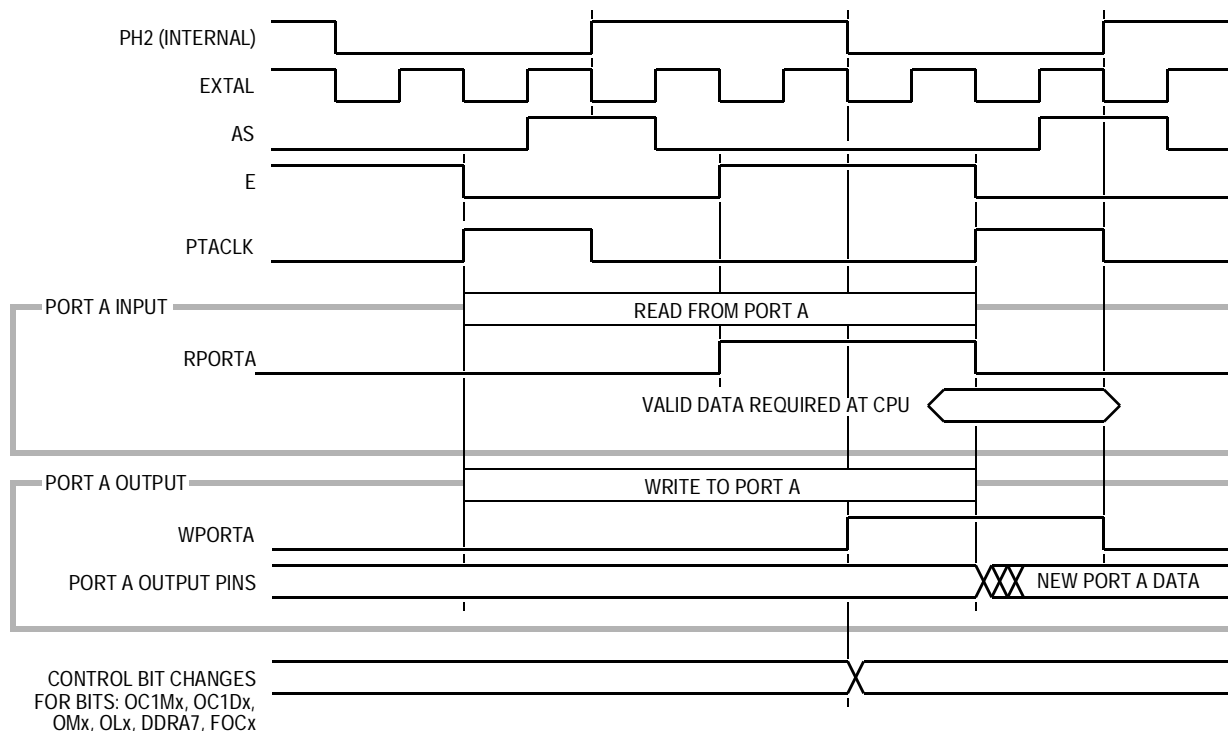 PH2 (INTERNAL)
EXTAL
AS
E
PTACLK
PORT A INPUT
READ FROM PORT A
RPORTA
VALID DATA REQUIRED AT CPU
PORT A OUTPUT
WRITE TO PORT A
WPORTA
PORT A OUTPUT PINS
NEW PORT A DATA
CONTROL BIT CHANGES
FOR BITS: OC1Mx, OC1Dx,
OMx, OLx, DDRA7, FOCx